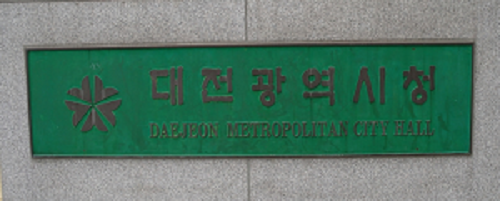 대전광역시청
DAEJEON METROPOLITAN CITY HALL